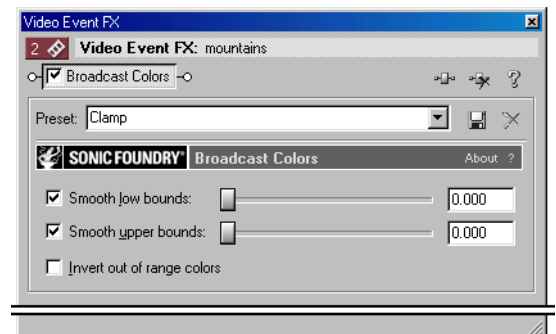 Video Event FX
2 Video Event FX: mountains
Broadcast Colors
Preset: Clamp
SONIC FOUNDRY® Broadcast Colors About ?
Smooth low bounds: 0.000
Smooth upper bounds: 0.000
Invert out of range colors